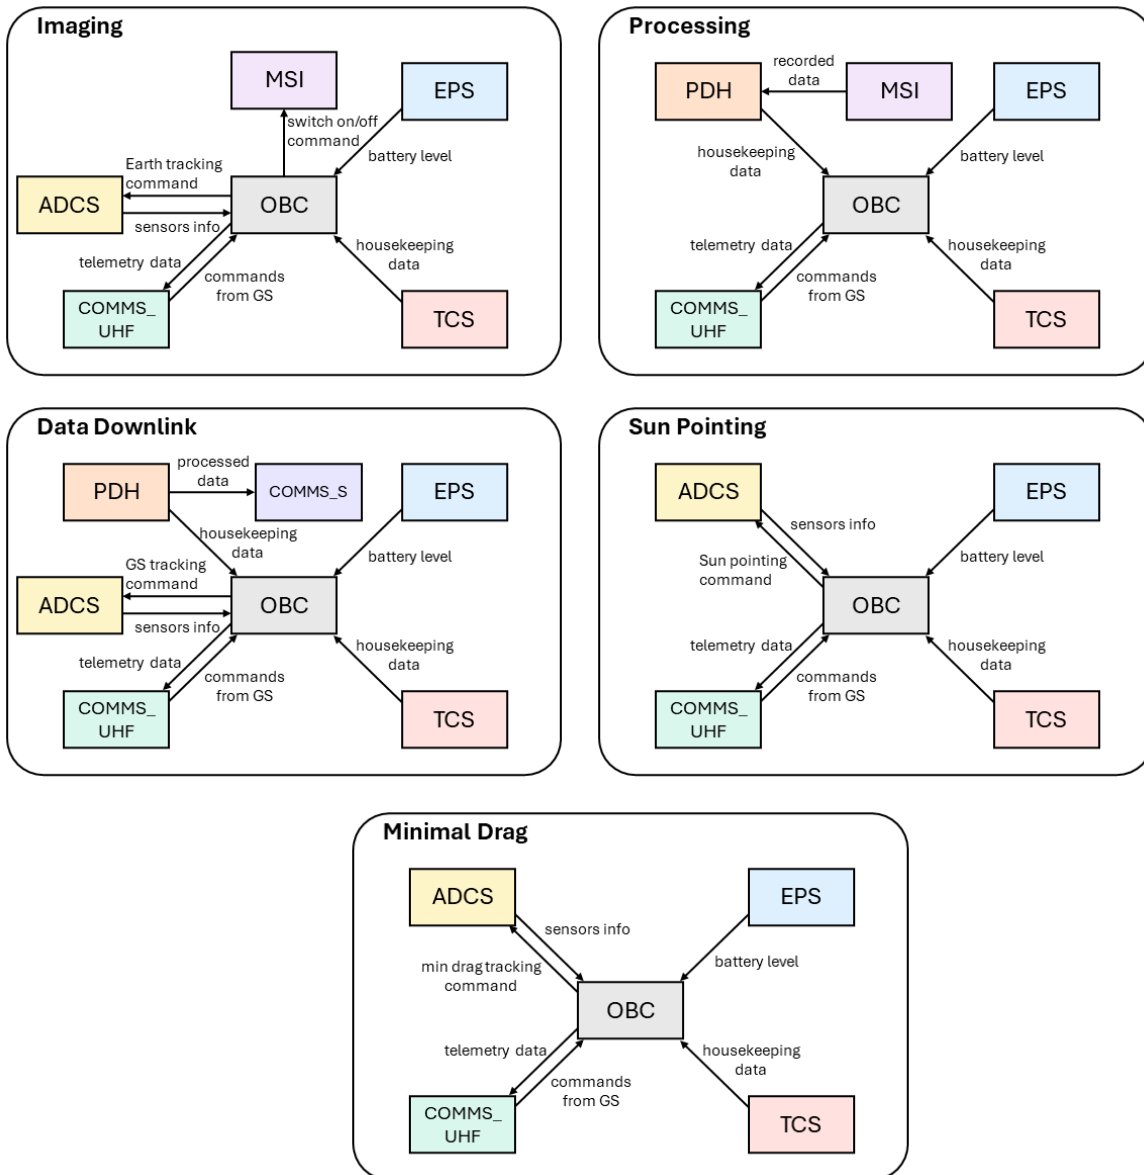 Imaging
MSI
EPS
switch on/off
command
battery level
Earth tracking
command
ADCS
OBC
sensors info
housekeeping
data
telemetry data
commands
from GS
COMMS_
UHF
TCS
Processing
PDH
recorded
data
MSI
EPS
housekeeping
data
battery level
OBC
telemetry data
commands
from GS
housekeeping
data
COMMS_
UHF
TCS
Data Downlink
PDH
processed
data
COMMS_S
EPS
housekeeping
data
battery level
GS tracking
command
ADCS
OBC
sensors info
housekeeping
data
telemetry data
commands
from GS
COMMS_
UHF
TCS
Sun Pointing
ADCS
EPS
sensors info
Sun pointing
command
battery level
OBC
telemetry data
commands
from GS
housekeeping
data
COMMS_
UHF
TCS
Minimal Drag
ADCS
EPS
sensors info
min drag tracking
command
battery level
OBC
telemetry data
commands
from GS
housekeeping
data
COMMS_
UHF
TCS